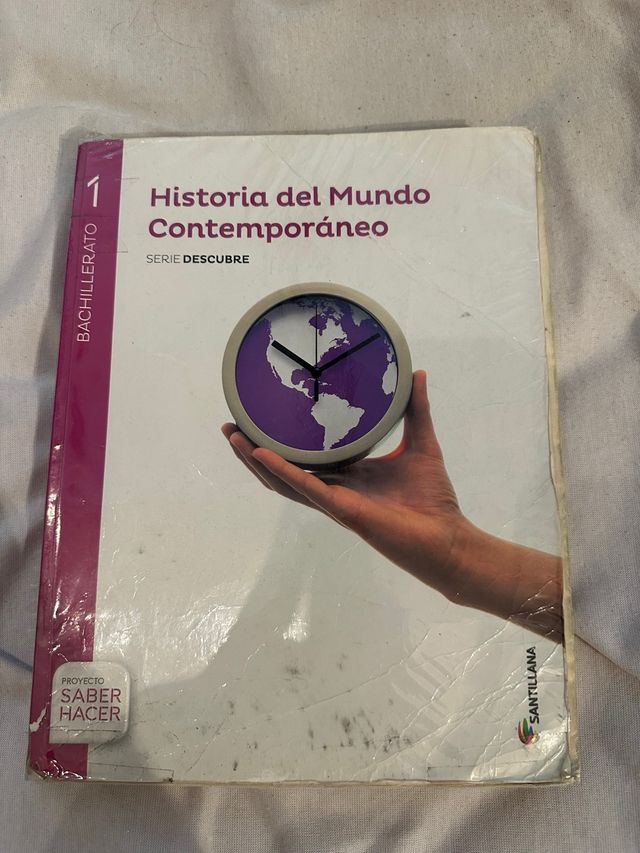 1
BACHILLERATO
Historia del Mundo
Contemporáneo
SERIE DESCUBRE
PROYECTO
SABER
HACER
SANTILLANA